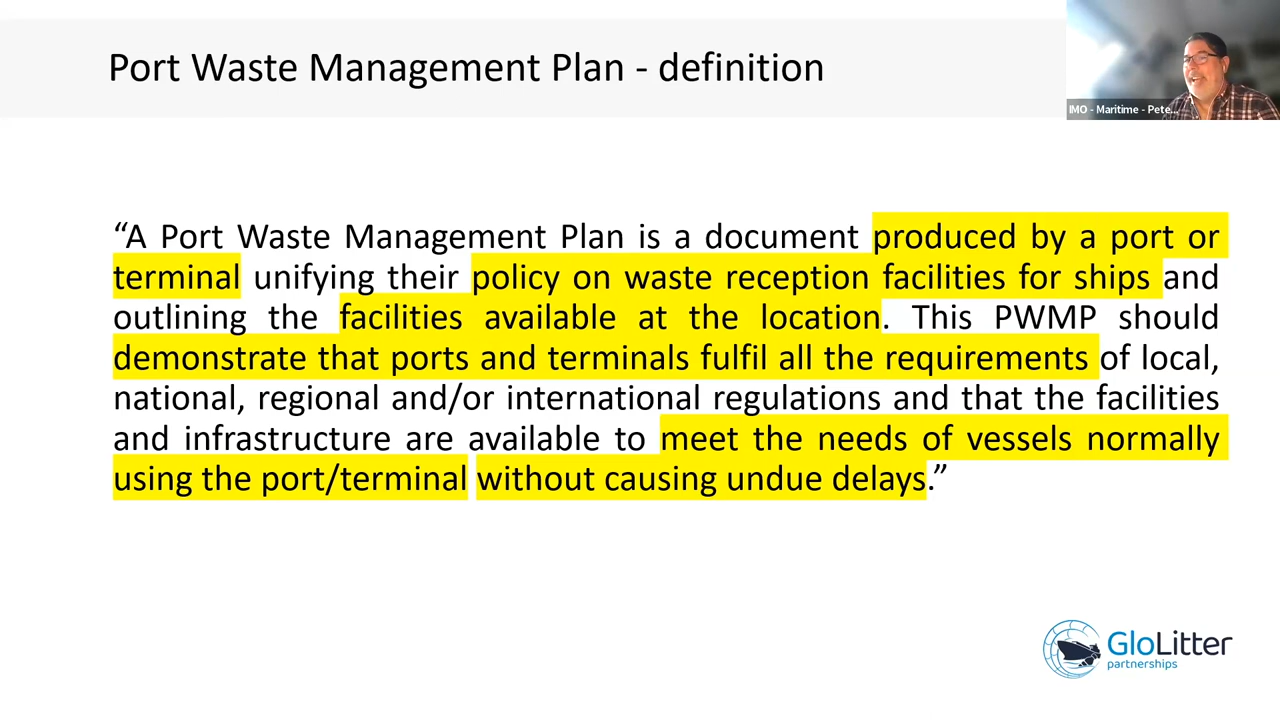 Port Waste Management Plan - definition
IMO - Maritime - Pete...
“A Port Waste Management Plan is a document produced by a port or
terminal unifying their policy on waste reception facilities for ships and
outlining the facilities available at the location. This PWMP should
demonstrate that ports and terminals fulfil all the requirements of local,
national, regional and/or international regulations and that the facilities
and infrastructure are available to meet the needs of vessels normally
using the port/terminal without causing undue delays.”
GloLitter
partnerships